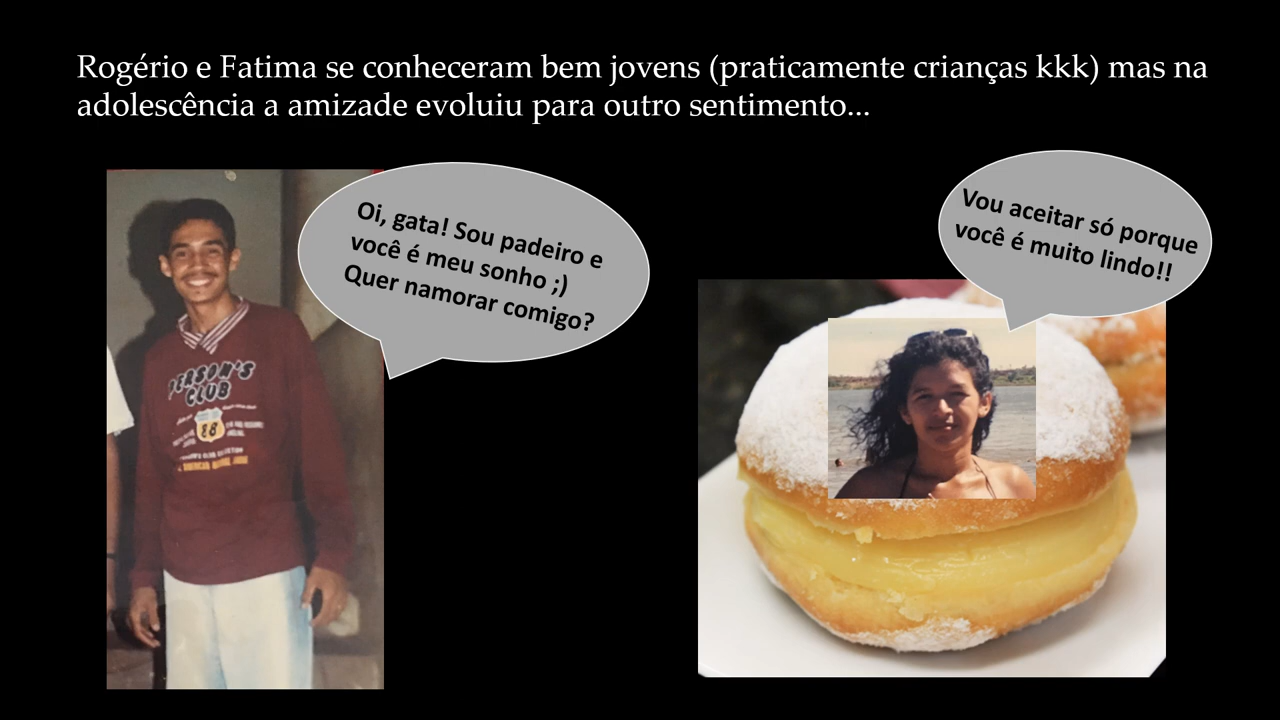 Rogério e Fatima se conheceram bem jovens (praticamente crianças kkk) mas na
adolescência a amizade evoluiu para outro sentimento...
Oi, gata! Sou padeiro e
você é meu sonho ;)
Quer namorar comigo?
Vou aceitar só porque
você é muito lindo!!
PERSON'S
CLUB
88